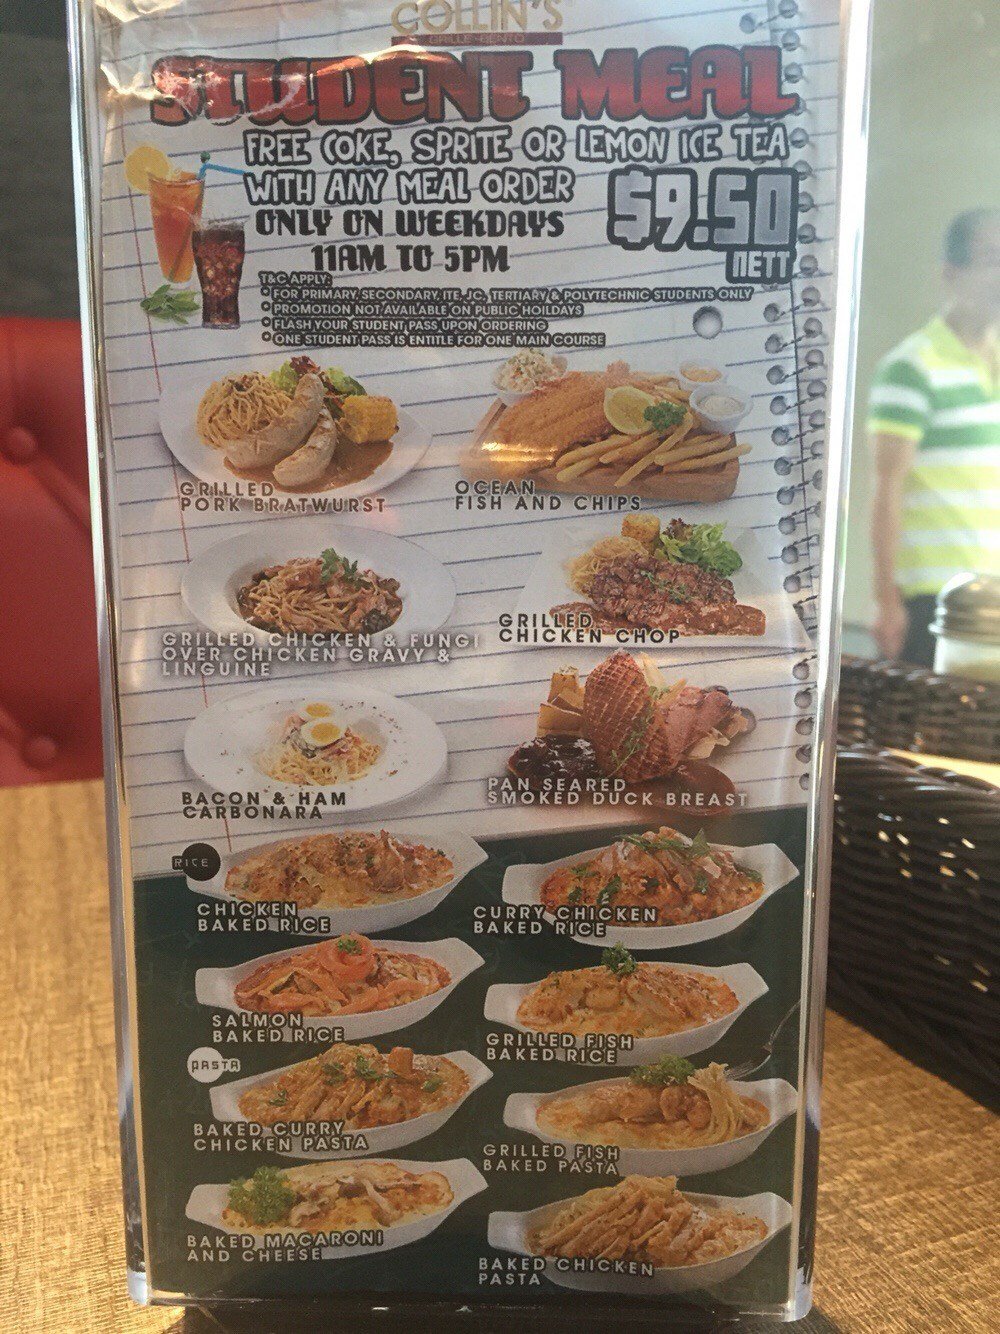 COLLIN'S
STUDENT MEAL
FREE COKE, SPRITE OR LEMON ICE TEA
WITH ANY MEAL ORDER
$9.50
NETT
ONLY ON WEEKDAYS
11AM TO 5PM
T&C APPLY:
* FOR PRIMARY, SECONDARY, ITE, JC, TERTIARY & POLYTECHNIC STUDENTS ONLY
* PROMOTION NOT AVAILABLE ON PUBLIC HOILDAYS
* FLASH YOUR STUDENT PASS UPON ORDERING
* ONE STUDENT PASS IS ENTITLE FOR ONE MAIN COURSE
GRILLED
PORK BRATWURST
OCEAN
FISH AND CHIPS
GRILLED CHICKEN & FUNGI
OVER CHICKEN GRAVY &
LINGUINE
GRILLED
CHICKEN CHOP
BACON & HAM
CARBONARA
PAN SEARED
SMOKED DUCK BREAST
RICE
CHICKEN
BAKED RICE
CURRY CHICKEN
BAKED RICE
SALMON
BAKED RICE
GRILLED FISH
BAKED RICE
PASTA
BAKED CURRY
CHICKEN PASTA
GRILLED FISH
BAKED PASTA
BAKED MACARONI
AND CHEESE
BAKED CHICKEN
PASTA